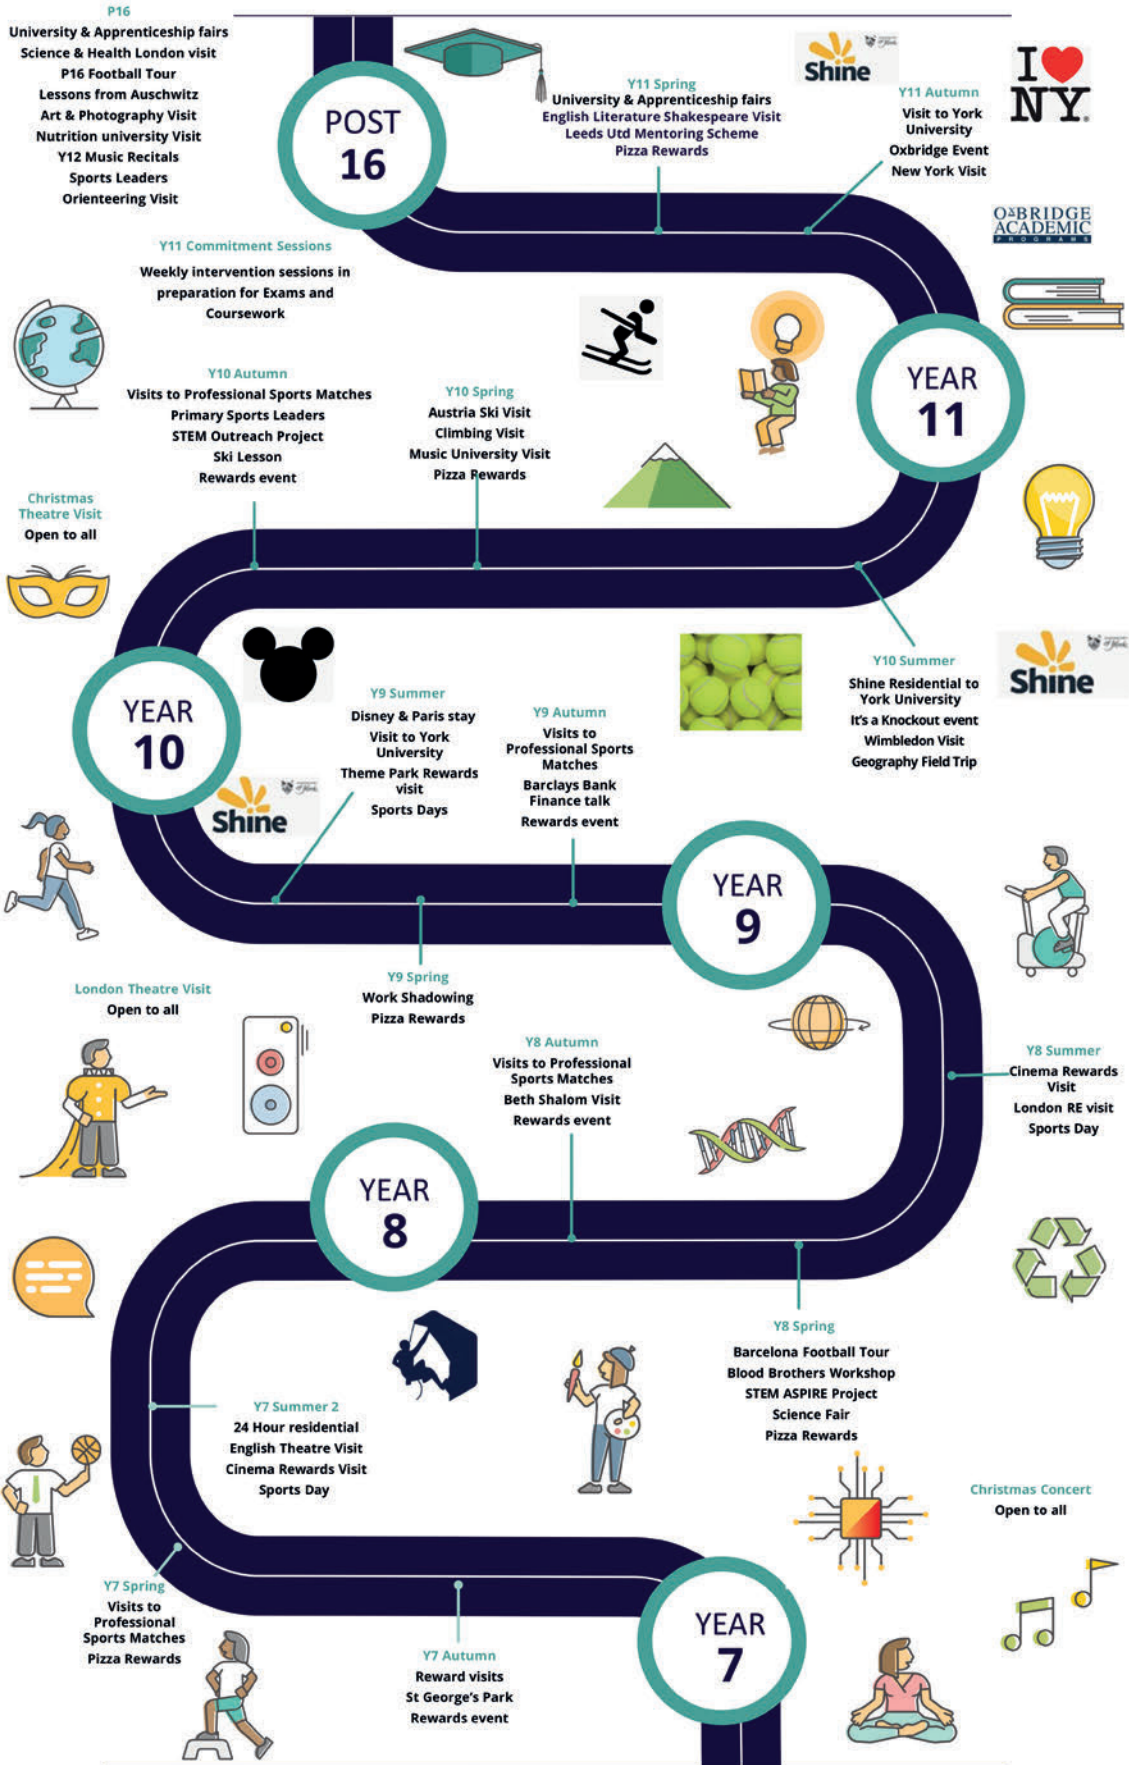 P16
University & Apprenticeship fairs
Science & Health London visit
P16 Football Tour
Lessons from Auschwitz
Art & Photography Visit
Nutrition university Visit
Y12 Music Recitals
Sports Leaders
Orienteering Visit
POST
16
Y11 Spring
University & Apprenticeship fairs
English Literature Shakespeare Visit
Leeds Utd Mentoring Scheme
Pizza Rewards
Shine
Y11 Autumn
Visit to York
University
Oxbridge Event
New York Visit
I
NY
OXBRIDGE
ACADEMIC
PROGRAMS
Y11 Commitment Sessions
Weekly intervention sessions in
preparation for Exams and
Coursework
YEAR
11
Y10 Autumn
Visits to Professional Sports Matches
Primary Sports Leaders
STEM Outreach Project
Ski Lesson
Rewards event
Y10 Spring
Austria Ski Visit
Climbing Visit
Music University Visit
Pizza Rewards
Christmas
Theatre Visit
Open to all
Y10 Summer
Shine Residential to
York University
It's a Knockout event
Wimbledon Visit
Geography Field Trip
Shine
YEAR
10
Shine
Y9 Summer
Disney & Paris stay
Visit to York
University
Theme Park Rewards
visit
Sports Days
Y9 Autumn
Visits to
Professional Sports
Matches
Barclays Bank
Finance talk
Rewards event
YEAR
9
Y9 Spring
Work Shadowing
Pizza Rewards
London Theatre Visit
Open to all
Y8 Autumn
Visits to Professional
Sports Matches
Beth Shalom Visit
Rewards event
Y8 Summer
Cinema Rewards
Visit
London RE visit
Sports Day
YEAR
8
Y8 Spring
Barcelona Football Tour
Blood Brothers Workshop
STEM ASPIRE Project
Science Fair
Pizza Rewards
Y7 Summer 2
24 Hour residential
English Theatre Visit
Cinema Rewards Visit
Sports Day
Christmas Concert
Open to all
Y7 Spring
Visits to
Professional
Sports Matches
Pizza Rewards
Y7 Autumn
Reward visits
St George's Park
Rewards event
YEAR
7